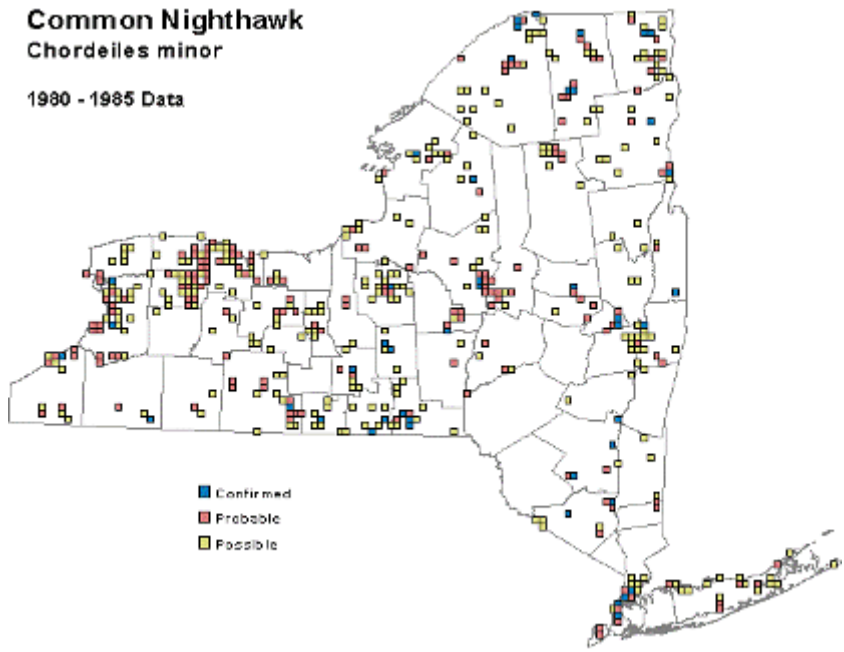 Common Nighthawk
Chordeiles minor
1980 - 1985 Data
Confirmed
Probable
Possible